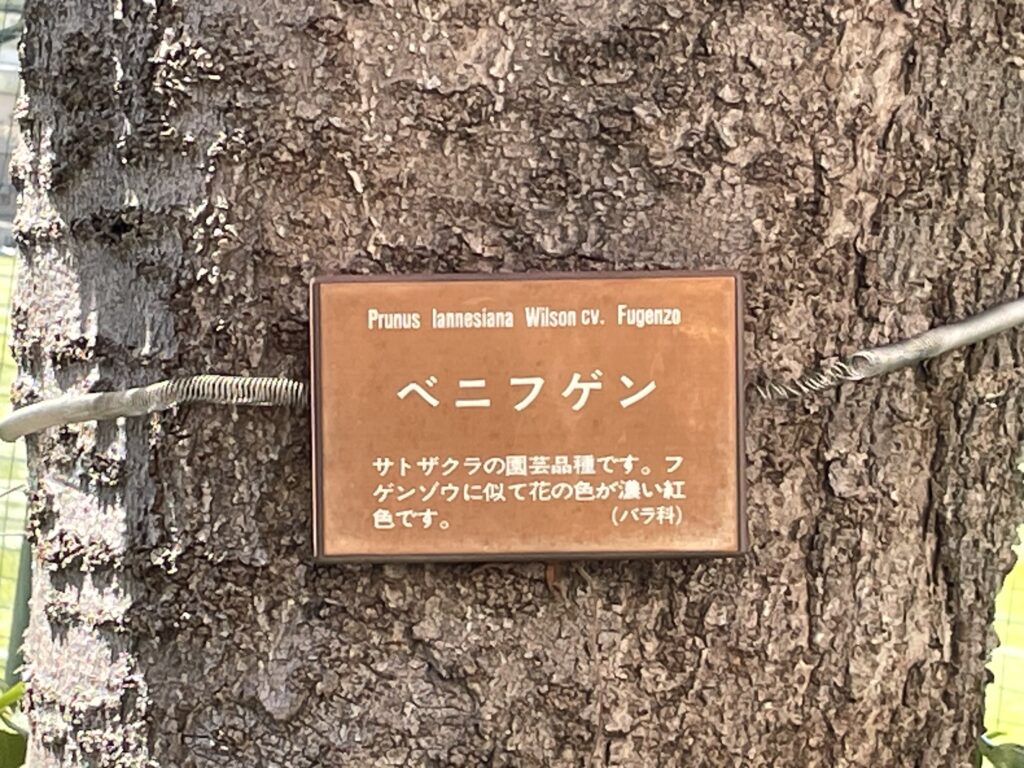 Prunus lannesiana Wilson cv. Fugenzo
ベニフゲン
サトザクラの園芸品種です。フ
ゲンゾウに似て花の色が濃い紅
色です。 (バラ科)